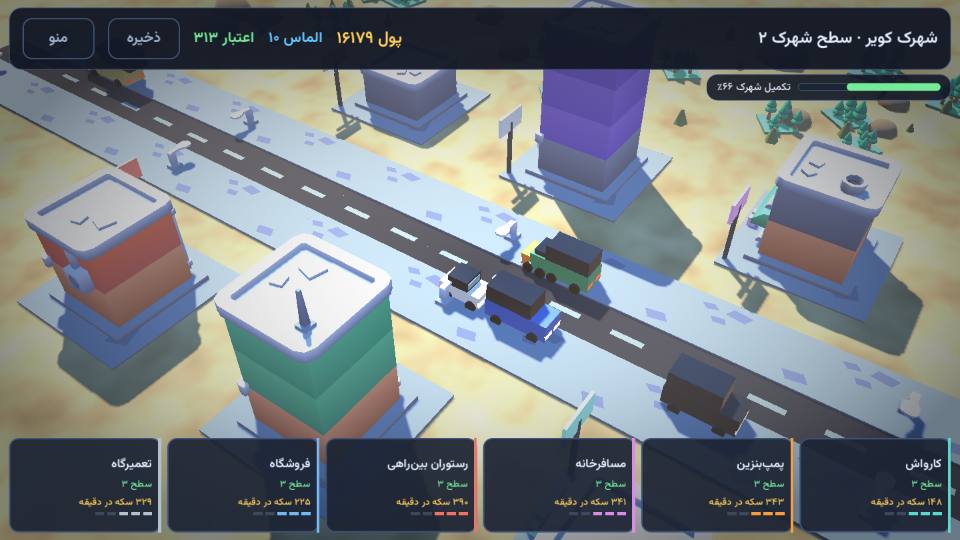 شهرک کویر · سطح شهرک ۲
پول ۱۶۱۷۹ الماس ۱۰ اعتبار ۳۱۳
ذخیره
منو
تکمیل شهرک ۶۶٪
کارواش
سطح ۳
۱۴۸ سکه در دقیقه
پمپ‌بنزین
سطح ۳
۳۴۳ سکه در دقیقه
مسافرخانه
سطح ۳
۳۴۱ سکه در دقیقه
رستوران بین‌راهی
سطح ۳
۳۹۰ سکه در دقیقه
فروشگاه
سطح ۳
۲۲۵ سکه در دقیقه
تعمیرگاه
سطح ۳
۳۲۹ سکه در دقیقه